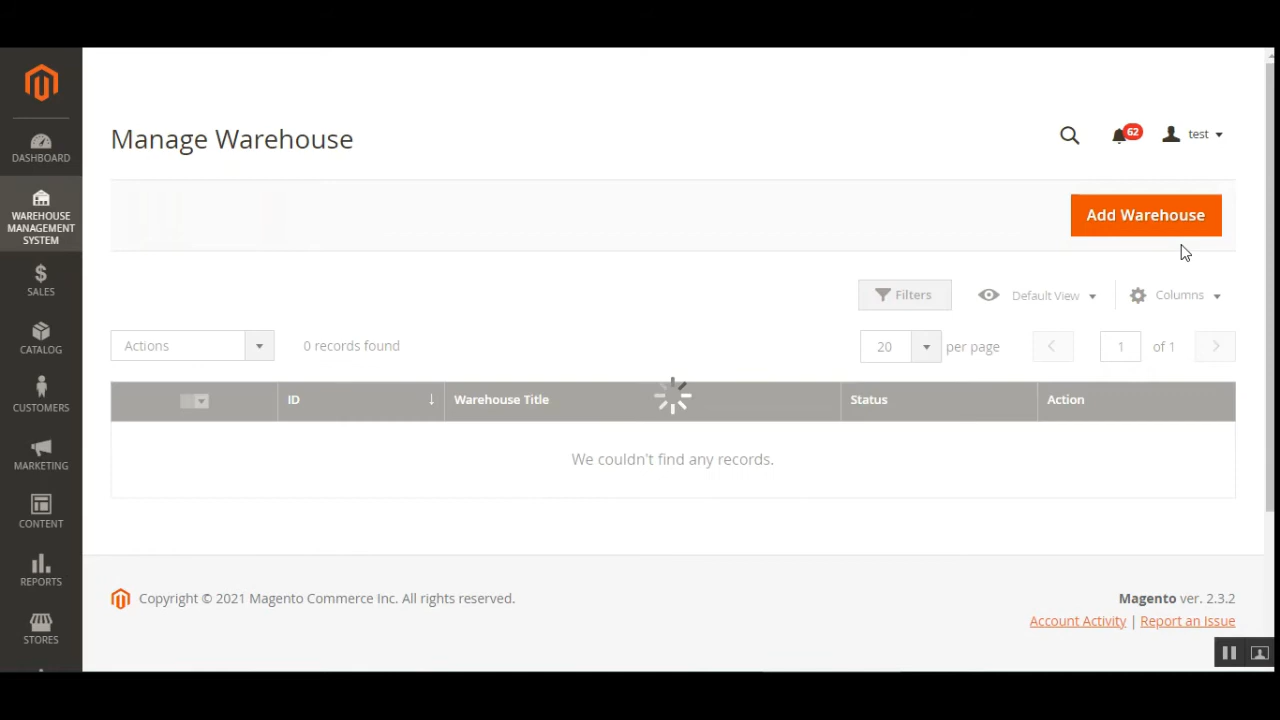 Manage Warehouse
62
test
Add Warehouse
DASHBOARD
WAREHOUSE
MANAGEMENT
SYSTEM
SALES
CATALOG
CUSTOMERS
MARKETING
CONTENT
REPORTS
STORES
Filters
Default View
Columns
Actions
0 records found
20 per page
1 of 1
ID ↓ Warehouse Title Status Action
We couldn't find any records.
Copyright © 2021 Magento Commerce Inc. All rights reserved.
Magento ver. 2.3.2
Account Activity | Report an Issue